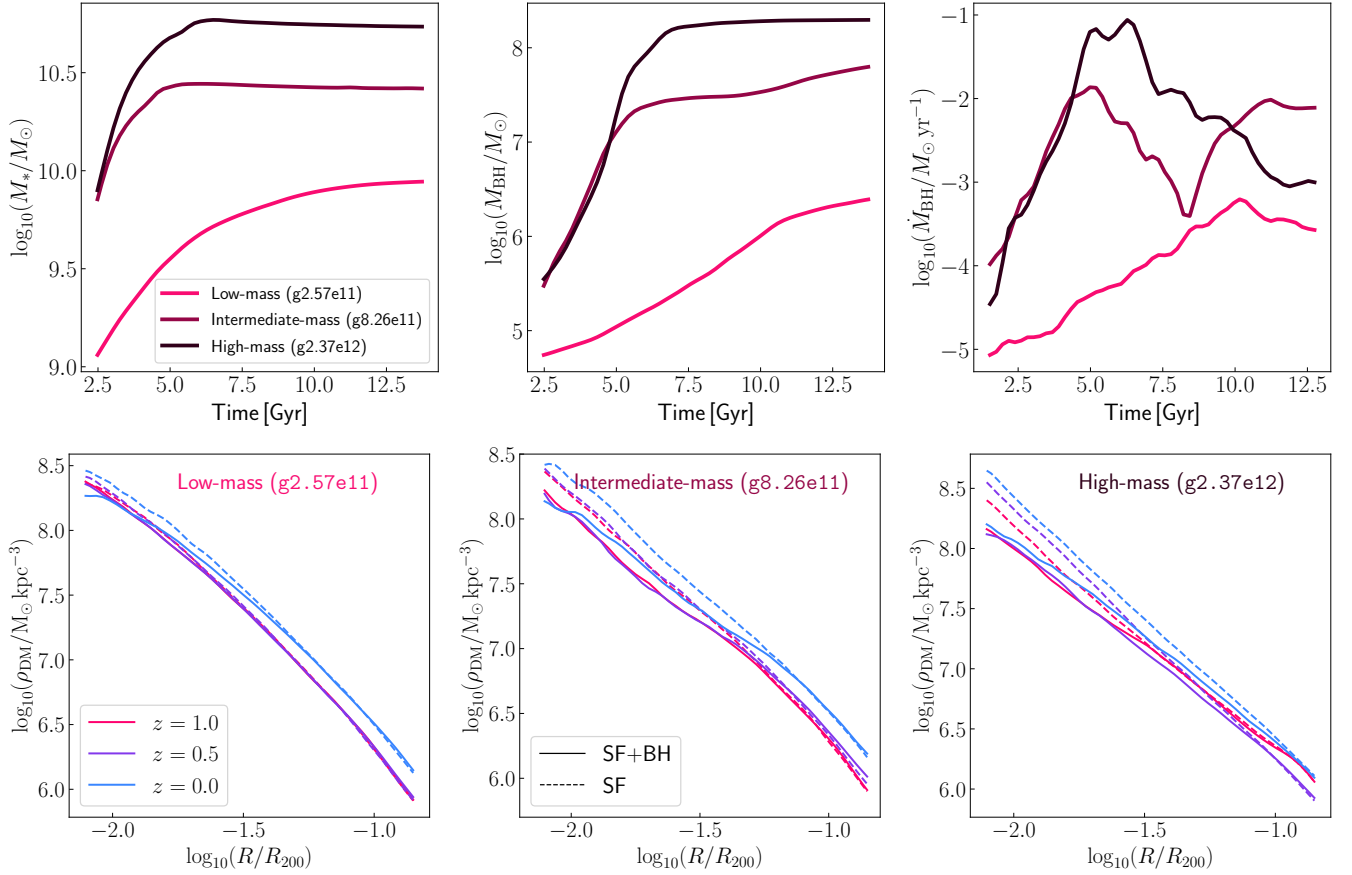 log₁₀(M*/M⊙)
10.5
10.0
9.5
9.0
2.5 5.0 7.5 10.0 12.5
Time [Gyr]
Low-mass (g2.57e11)
Intermediate-mass (g8.26e11)
High-mass (g2.37e12)
log₁₀(M_BH/M⊙)
8
7
6
5
2.5 5.0 7.5 10.0 12.5
Time [Gyr]
log₁₀(Ṁ_BH/M⊙ yr⁻¹)
−1
−2
−3
−4
−5
2.5 5.0 7.5 10.0 12.5
Time [Gyr]
Low-mass (g2.57e11)
log₁₀(ρ_DM/M⊙ kpc⁻³)
8.5
8.0
7.5
7.0
6.5
6.0
z = 1.0
z = 0.5
z = 0.0
−2.0 −1.5 −1.0
log₁₀(R/R₂₀₀)
Intermediate-mass (g8.26e11)
log₁₀(ρ_DM/M⊙ kpc⁻³)
8.5
8.0
7.5
7.0
6.5
6.0
SF+BH
SF
−2.0 −1.5 −1.0
log₁₀(R/R₂₀₀)
High-mass (g2.37e12)
log₁₀(ρ_DM/M⊙ kpc⁻³)
8.5
8.0
7.5
7.0
6.5
6.0
−2.0 −1.5 −1.0
log₁₀(R/R₂₀₀)